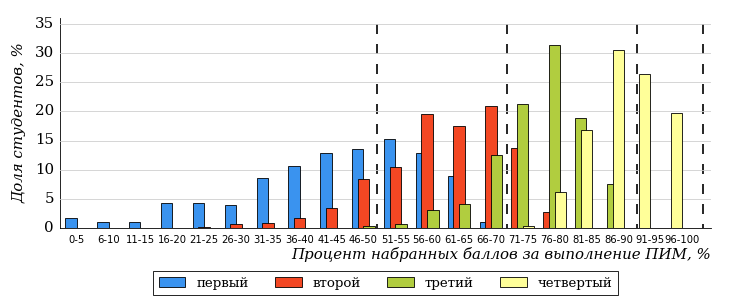 Доля студентов, %
35
30
25
20
15
10
5
0
0-5 6-10 11-15 16-20 21-25 26-30 31-35 36-40 41-45 46-50 51-55 56-60 61-65 66-70 71-75 76-80 81-85 86-90 91-95 96-100
Процент набранных баллов за выполнение ПИМ, %
первый второй третий четвертый